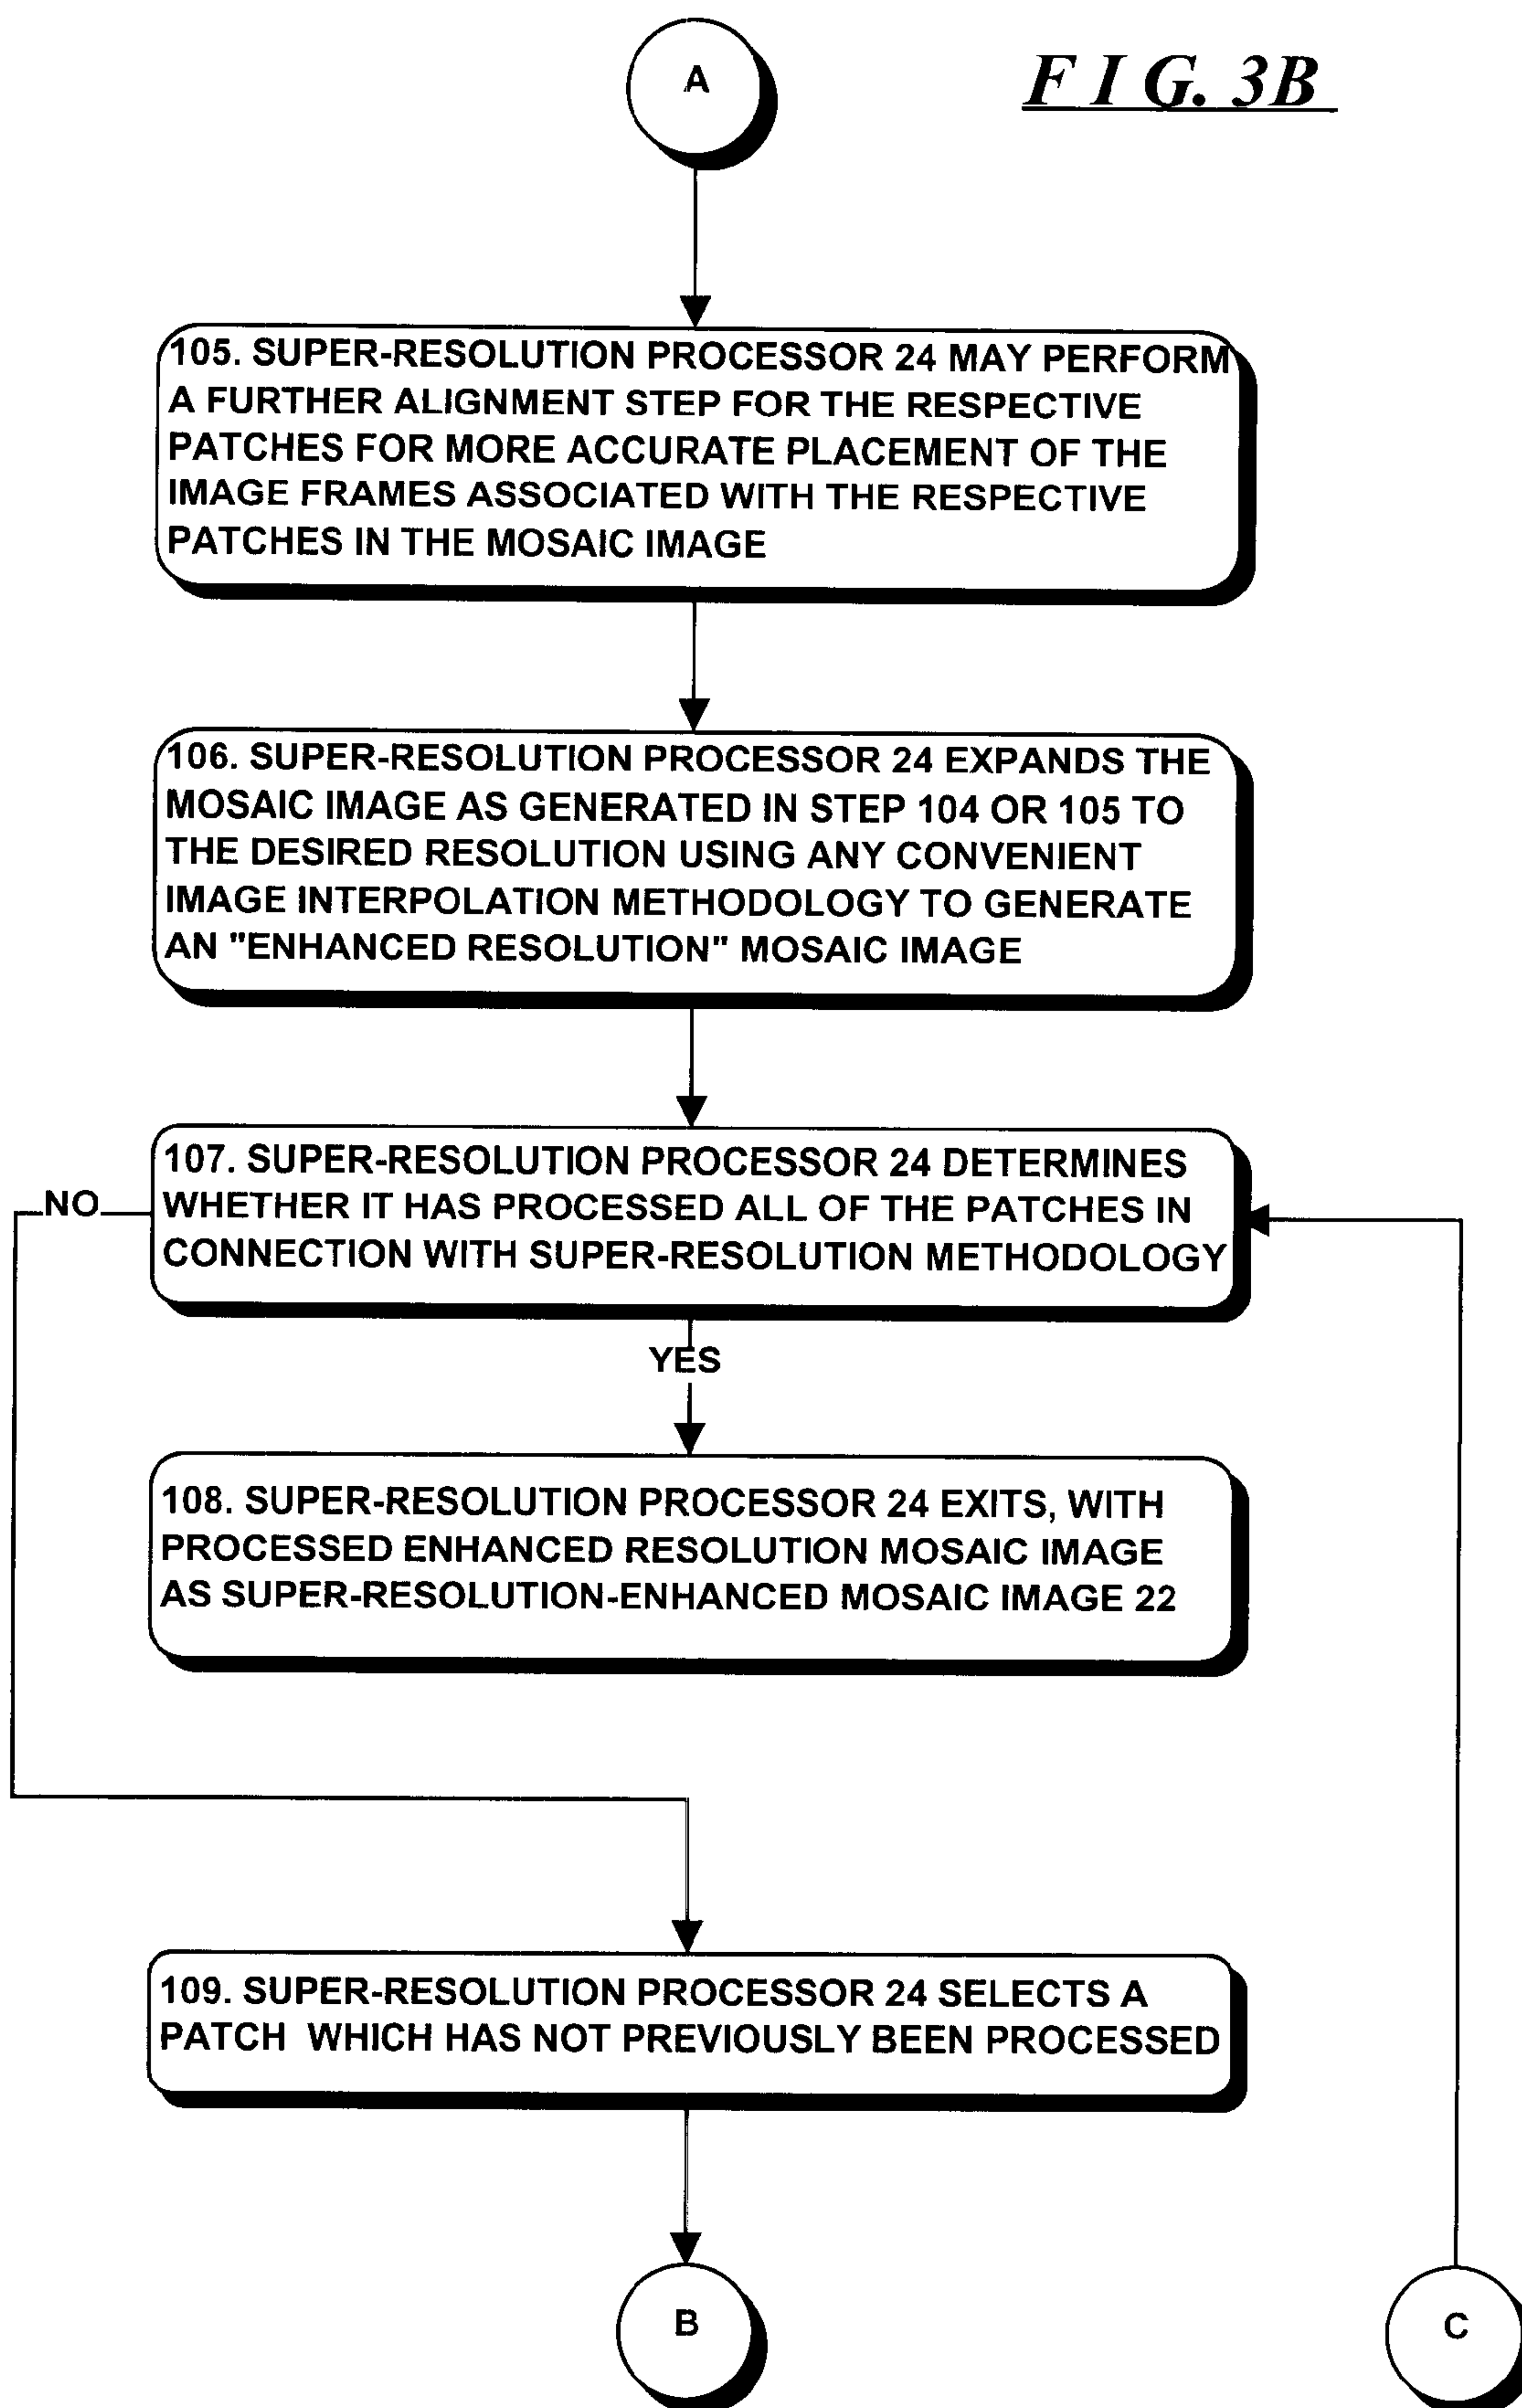 A
FIG. 3B
105. SUPER-RESOLUTION PROCESSOR 24 MAY PERFORM
A FURTHER ALIGNMENT STEP FOR THE RESPECTIVE
PATCHES FOR MORE ACCURATE PLACEMENT OF THE
IMAGE FRAMES ASSOCIATED WITH THE RESPECTIVE
PATCHES IN THE MOSAIC IMAGE
106. SUPER-RESOLUTION PROCESSOR 24 EXPANDS THE
MOSAIC IMAGE AS GENERATED IN STEP 104 OR 105 TO
THE DESIRED RESOLUTION USING ANY CONVENIENT
IMAGE INTERPOLATION METHODOLOGY TO GENERATE
AN "ENHANCED RESOLUTION" MOSAIC IMAGE
107. SUPER-RESOLUTION PROCESSOR 24 DETERMINES
WHETHER IT HAS PROCESSED ALL OF THE PATCHES IN
CONNECTION WITH SUPER-RESOLUTION METHODOLOGY
NO
YES
108. SUPER-RESOLUTION PROCESSOR 24 EXITS, WITH
PROCESSED ENHANCED RESOLUTION MOSAIC IMAGE
AS SUPER-RESOLUTION-ENHANCED MOSAIC IMAGE 22
109. SUPER-RESOLUTION PROCESSOR 24 SELECTS A
PATCH WHICH HAS NOT PREVIOUSLY BEEN PROCESSED
B
C